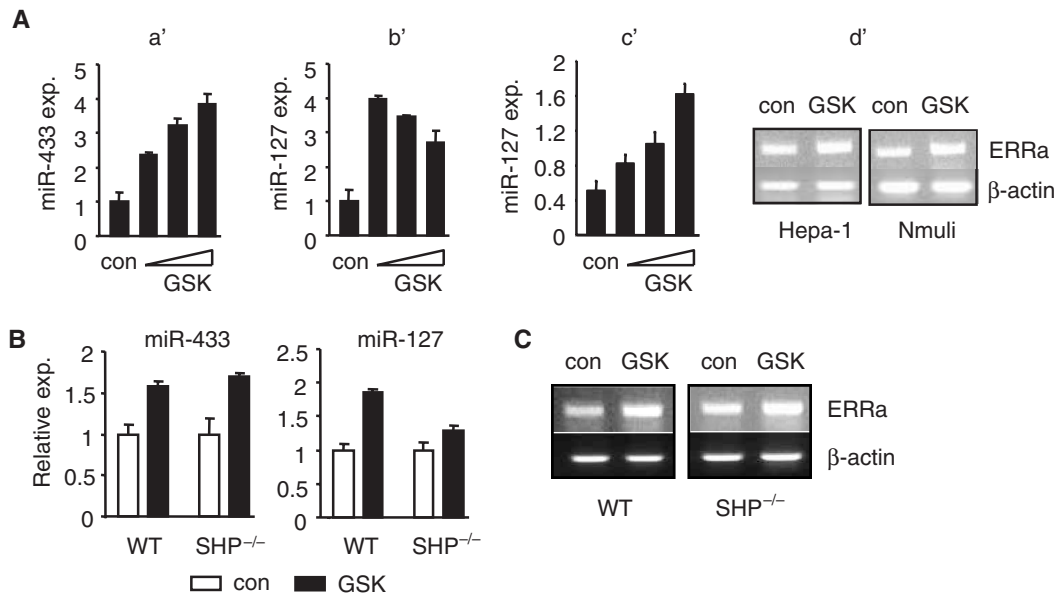 A
a’
miR-433 exp.
5
4
3
2
1
0
con
GSK
b’
miR-127 exp.
5
4
3
2
1
0
con
GSK
c’
miR-127 exp.
2
1.6
1.2
0.8
0.4
0
con
GSK
d’
con GSK con GSK
ERRa
β-actin
Hepa-1 Nmuli
B
miR-433
Relative exp.
2
1.5
1
0.5
0
WT SHP–/–
miR-127
2.5
2
1.5
1
0.5
0
WT SHP–/–
con GSK
C
con GSK con GSK
ERRa
β-actin
WT SHP–/–